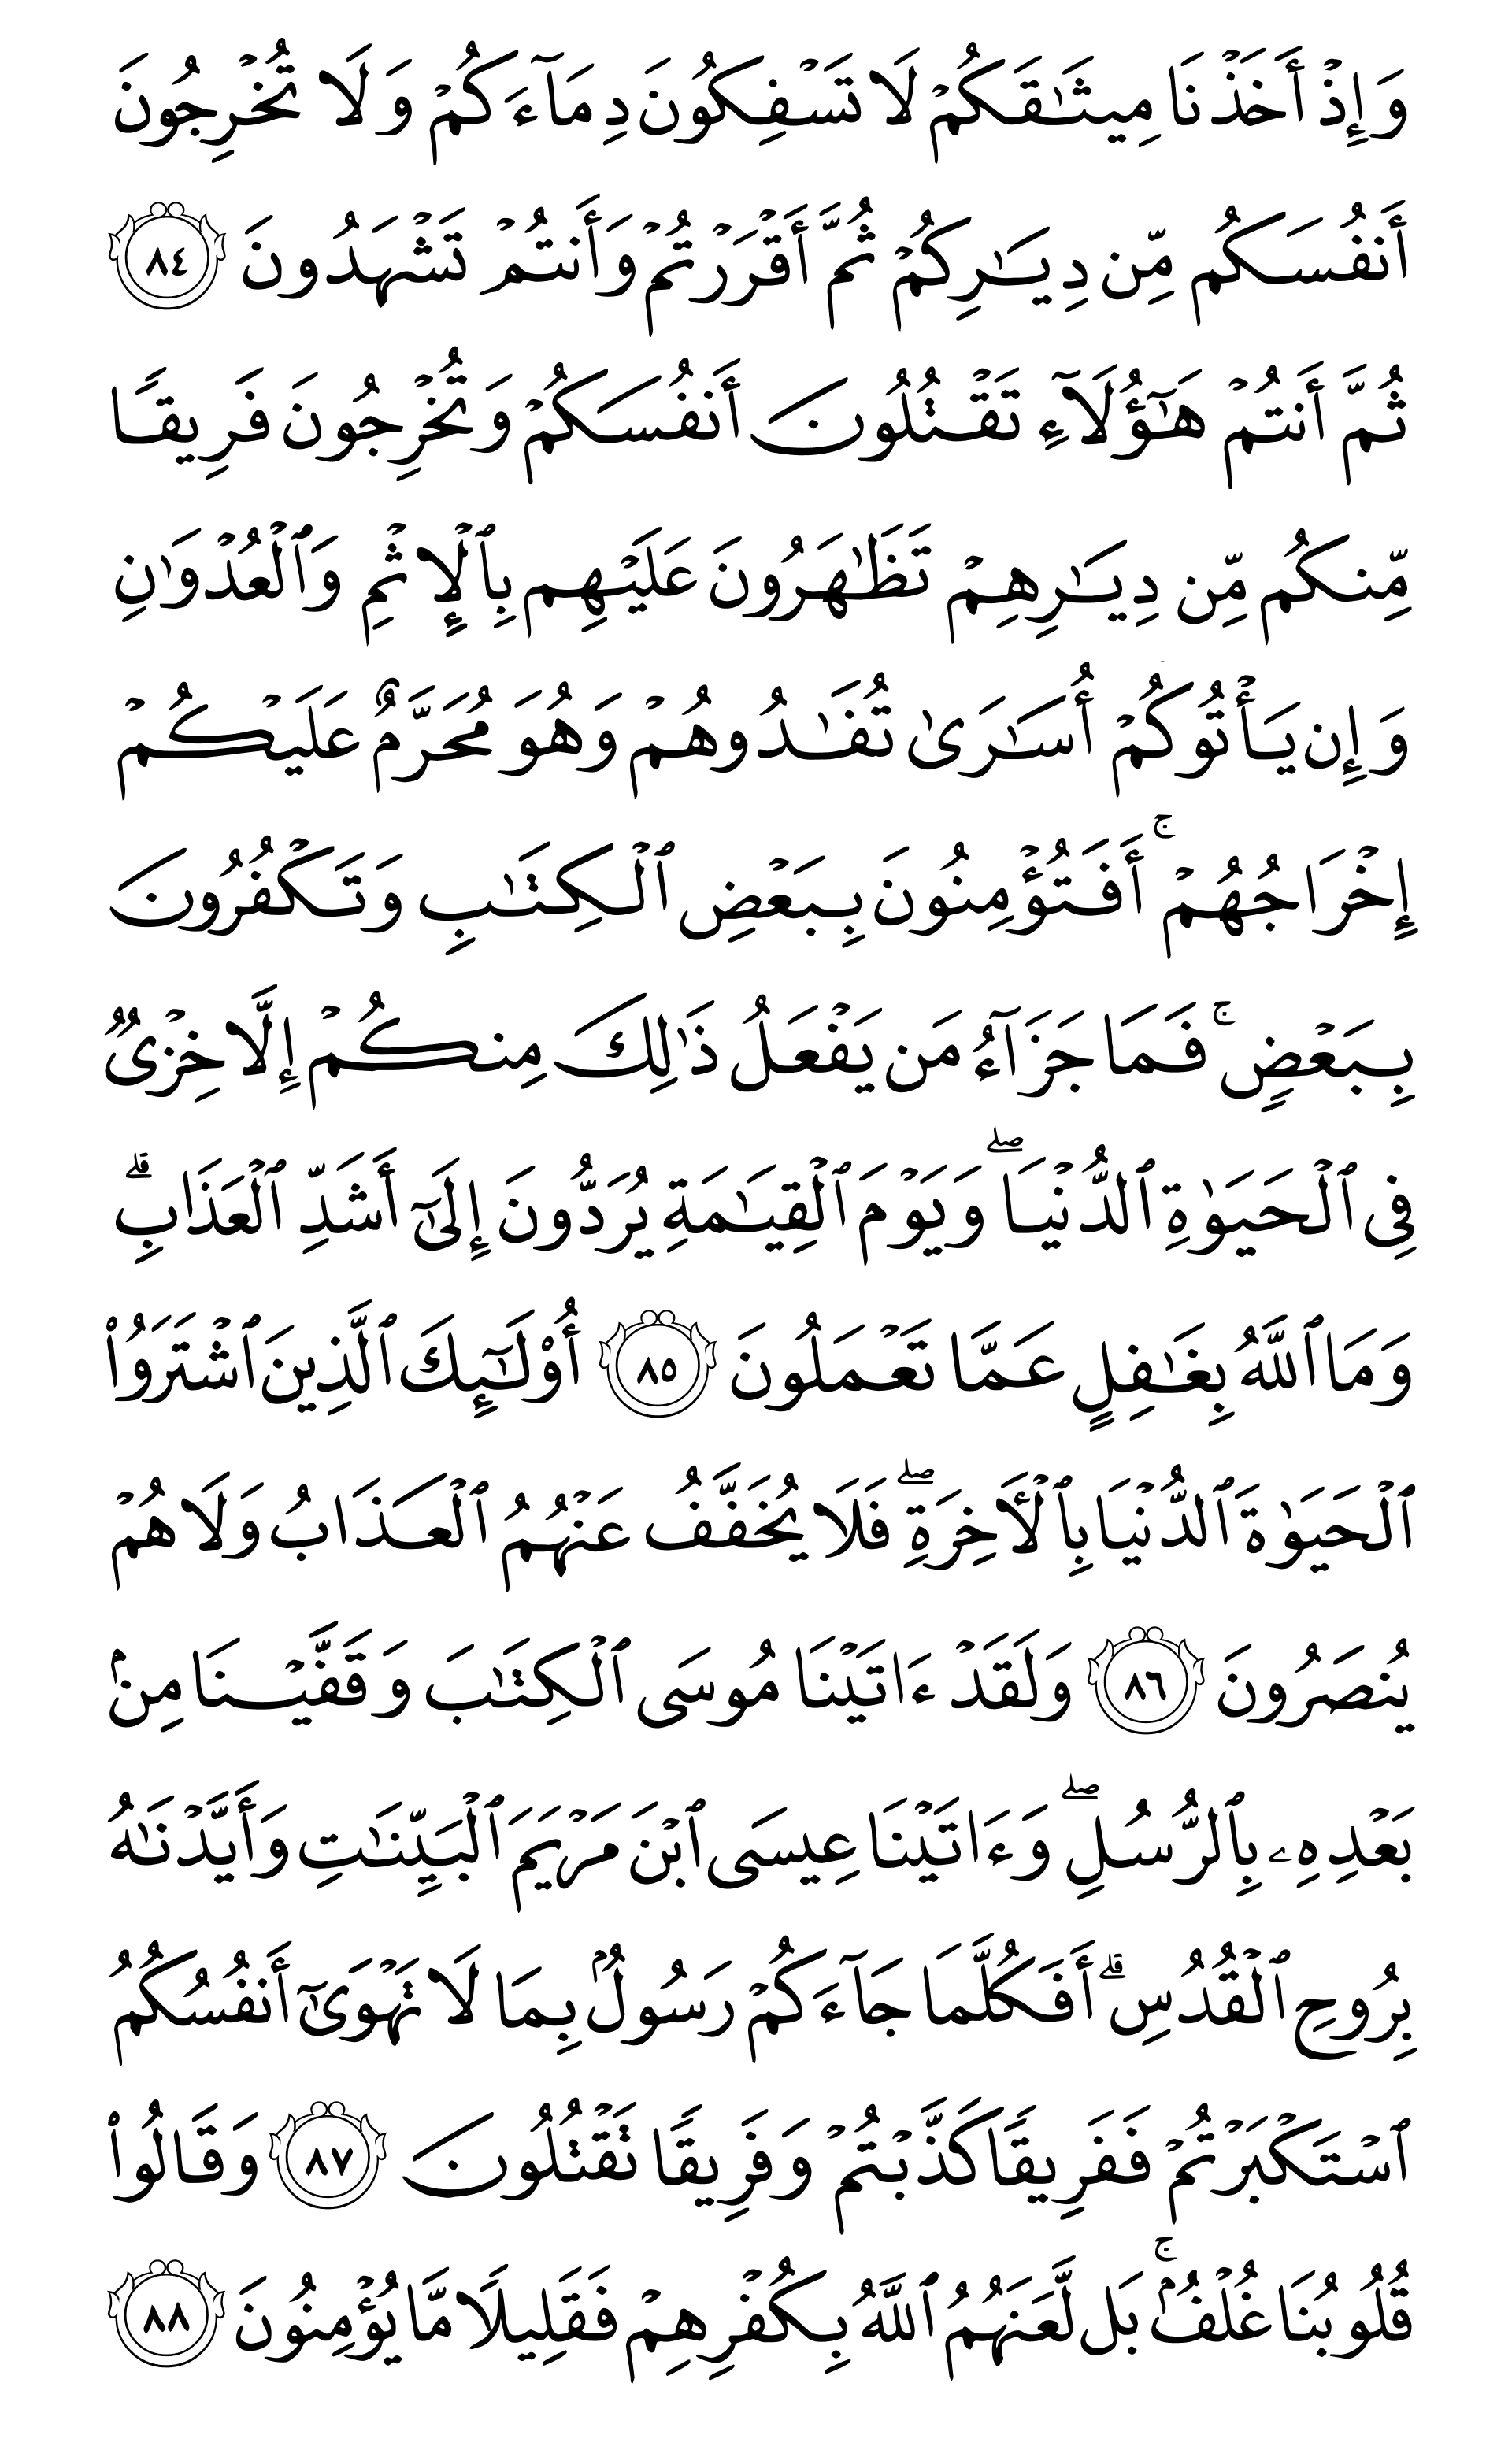 وَإِذۡ أَخَذۡنَا مِيثَٰقَكُمۡ لَا تَسۡفِكُونَ دِمَآءَكُمۡ وَلَا تُخۡرِجُونَ
أَنفُسَكُم مِّن دِيَٰرِكُمۡ ثُمَّ أَقۡرَرۡتُمۡ وَأَنتُمۡ تَشۡهَدُونَ ٨٤
ثُمَّ أَنتُمۡ هَٰٓؤُلَآءِ تَقۡتُلُونَ أَنفُسَكُمۡ وَتُخۡرِجُونَ فَرِيقٗا
مِّنكُم مِّن دِيَٰرِهِمۡ تَظَٰهَرُونَ عَلَيۡهِم بِٱلۡإِثۡمِ وَٱلۡعُدۡوَٰنِ
وَإِن يَأۡتُوكُمۡ أُسَٰرَىٰ تُفَٰدُوهُمۡ وَهُوَ مُحَرَّمٌ عَلَيۡكُمۡ
إِخۡرَاجُهُمۡۚ أَفَتُؤۡمِنُونَ بِبَعۡضِ ٱلۡكِتَٰبِ وَتَكۡفُرُونَ
بِبَعۡضٖۚ فَمَا جَزَآءُ مَن يَفۡعَلُ ذَٰلِكَ مِنكُمۡ إِلَّا خِزۡيٞ
فِي ٱلۡحَيَوٰةِ ٱلدُّنۡيَاۖ وَيَوۡمَ ٱلۡقِيَٰمَةِ يُرَدُّونَ إِلَىٰٓ أَشَدِّ ٱلۡعَذَابِۗ
وَمَا ٱللَّهُ بِغَٰفِلٍ عَمَّا تَعۡمَلُونَ ٨٥ أُوْلَٰٓئِكَ ٱلَّذِينَ ٱشۡتَرَوُاْ
ٱلۡحَيَوٰةَ ٱلدُّنۡيَا بِٱلۡأٓخِرَةِۖ فَلَا يُخَفَّفُ عَنۡهُمُ ٱلۡعَذَابُ وَلَا هُمۡ
يُنصَرُونَ ٨٦ وَلَقَدۡ ءَاتَيۡنَا مُوسَى ٱلۡكِتَٰبَ وَقَفَّيۡنَا مِنۢ
بَعۡدِهِۦ بِٱلرُّسُلِۖ وَءَاتَيۡنَا عِيسَى ٱبۡنَ مَرۡيَمَ ٱلۡبَيِّنَٰتِ وَأَيَّدۡنَٰهُ
بِرُوحِ ٱلۡقُدُسِۗ أَفَكُلَّمَا جَآءَكُمۡ رَسُولُۢ بِمَا لَا تَهۡوَىٰٓ أَنفُسُكُمُ
ٱسۡتَكۡبَرۡتُمۡ فَفَرِيقٗا كَذَّبۡتُمۡ وَفَرِيقٗا تَقۡتُلُونَ ٨٧ وَقَالُواْ
قُلُوبُنَا غُلۡفُۢۚ بَل لَّعَنَهُمُ ٱللَّهُ بِكُفۡرِهِمۡ فَقَلِيلٗا مَّا يُؤۡمِنُونَ ٨٨